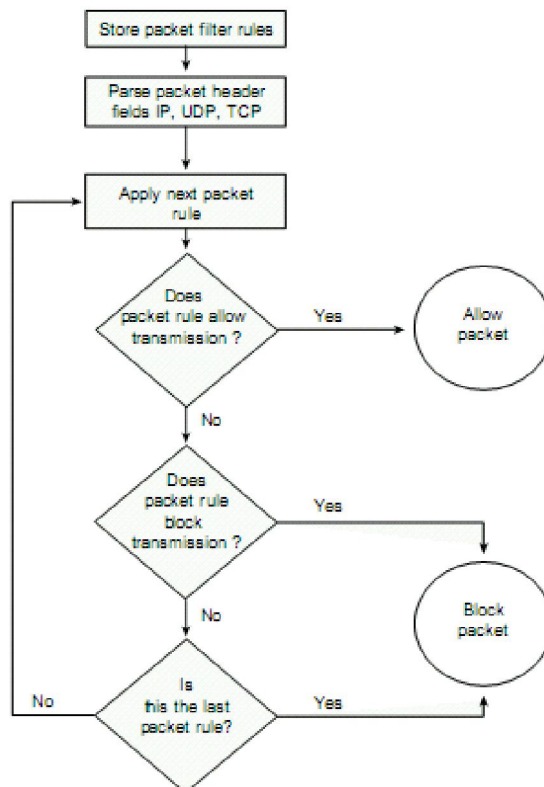 Store packet filter rules
Parse packet header
fields IP, UDP, TCP
Apply next packet
rule
Does
packet rule allow
transmission ?
Yes
Allow
packet
No
Does
packet rule
block
transmission ?
Yes
Block
packet
No
Is
this the last
packet rule?
No
Yes